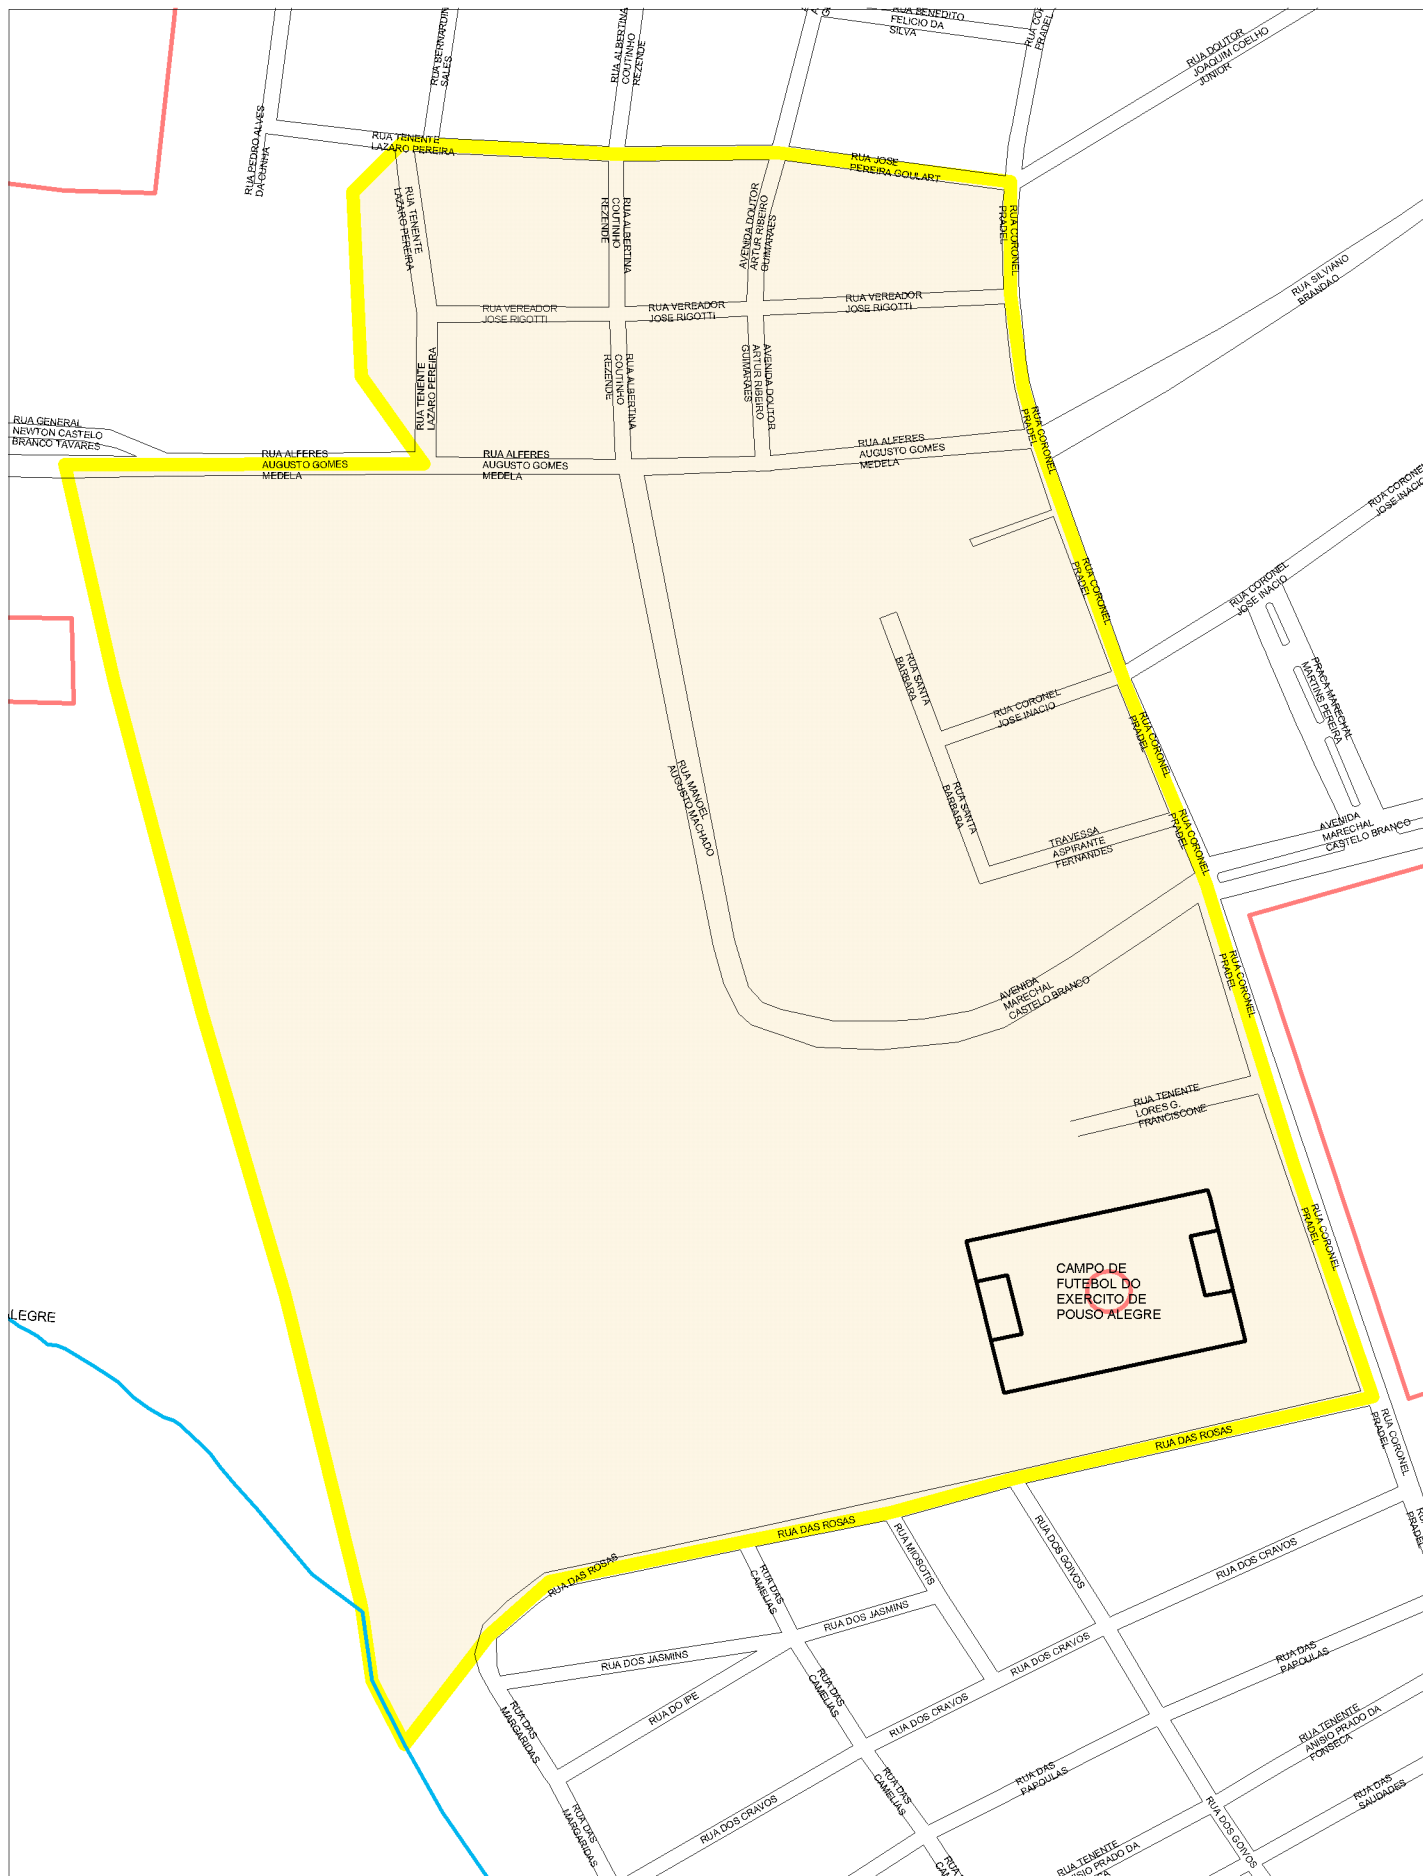 RUA BENEDITO
FELICIO DA
SILVA
RUA BERNARDIN
SALES
RUA ALBERTINA
COUTINHO
REZENDE
PRADEL
RUA DOUTOR
JOAQUIM COELHO
JUNIOR
RUA PEDRO ALVES
DA CUNHA
RUA TENENTE
LAZARO PEREIRA
RUA JOSE
PEREIRA GOULART
RUA TENENTE
LAZARO PEREIRA
RUA ALBERTINA
COUTINHO
REZENDE
AVENIDA DOUTOR
ARTUR RIBEIRO
GUIMARAES
RUA CORONEL
PRADEL
RUA SILVIANO
BRANDAO
RUA VEREADOR
JOSE RIGOTTI
RUA VEREADOR
JOSE RIGOTTI
RUA VEREADOR
JOSE RIGOTTI
RUA TENENTE
LAZARO PEREIRA
RUA ALBERTINA
COUTINHO
REZENDE
AVENIDA DOUTOR
ARTUR RIBEIRO
GUIMARAES
RUA GENERAL
NEWTON CASTELO
BRANCO TAVARES
RUA ALFERES
AUGUSTO GOMES
MEDELA
RUA ALFERES
AUGUSTO GOMES
MEDELA
RUA ALFERES
AUGUSTO GOMES
MEDELA
RUA CORONEL
PRADEL
RUA CORONEL
JOSE INACIO
RUA CORONEL
PRADEL
RUA CORONEL
JOSE INACIO
RUA SANTA
BARBARA
RUA CORONEL
JOSE INACIO
PRACA MARECHAL
MARTINS PEREIRA
RUA CORONEL
PRADEL
RUA MANOEL
AUGUSTO MACHADO
RUA SANTA
BARBARA
TRAVESSA
ASPIRANTE
FERNANDES
RUA CORONEL
PRADEL
AVENIDA
MARECHAL
CASTELO BRANCO
AVENIDA
MARECHAL
CASTELO BRANCO
RUA CORONEL
PRADEL
RUA TENENTE
LORES G.
FRANCISCONE
RUA CORONEL
PRADEL
CAMPO DE
FUTEBOL DO
EXERCITO DE
POUSO ALEGRE
LEGRE
RUA CORONEL
PRADEL
RUA DAS ROSAS
RUA DAS ROSAS
RUA DAS ROSAS
PRADEL
RUA MIOSOTIS
RUA DOS GOIVOS
RUA DOS CRAVOS
RUA DAS
CAMELIAS
RUA DOS JASMINS
RUA DOS JASMINS
RUA DOS CRAVOS
RUA DAS
PAPOULAS
RUA DAS
CAMELIAS
RUA DO IPE
RUA DOS CRAVOS
RUA DAS
MARGARIDAS
RUA TENENTE
ANISIO PRADO DA
FONSECA
RUA DAS
PAPOULAS
RUA DAS
CAMELIAS
RUA DAS
SAUDADES
RUA DOS CRAVOS
RUA DAS
MARGARIDAS
RUA DOS GOIVOS
RUA TENENTE
ISIO PRADO DA